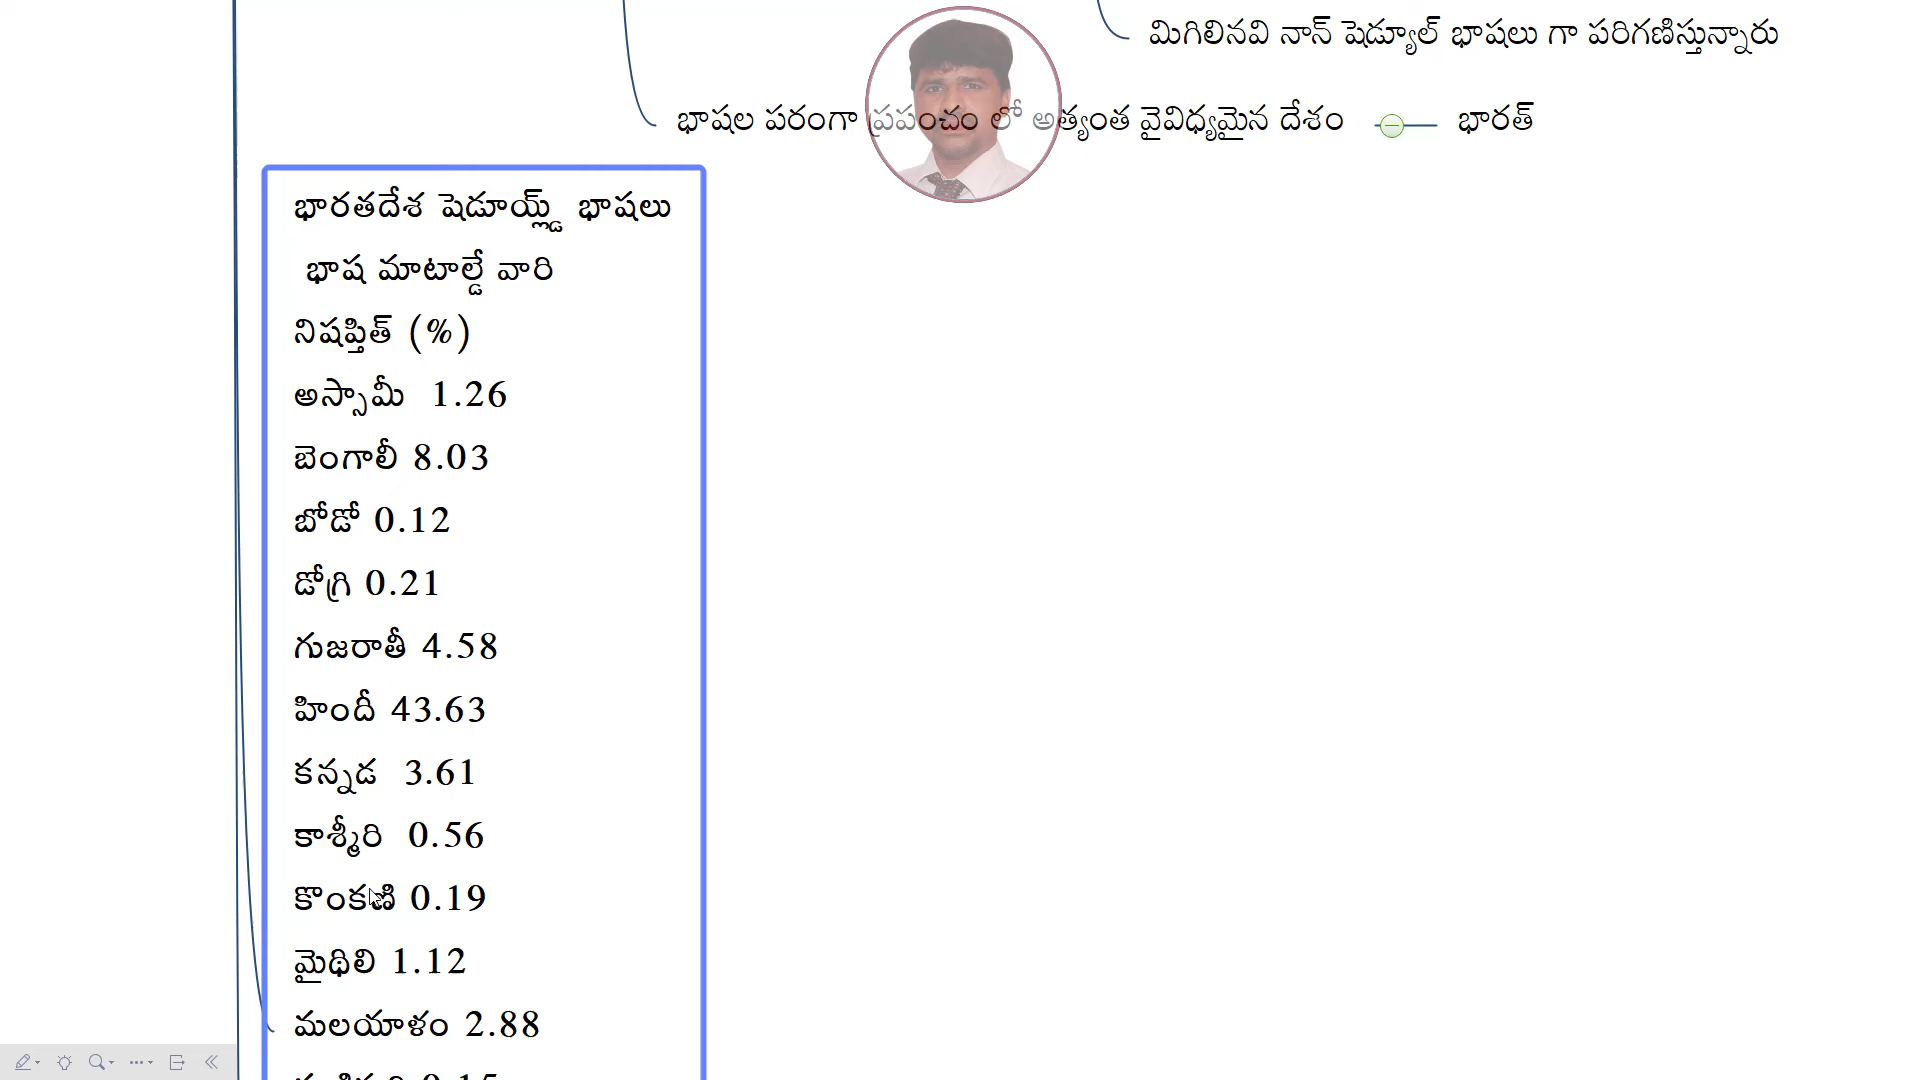 మిగిలినవి నాన్ షెడ్యూల్ భాషలు గా పరిగణిస్తున్నారు
భాషల పరంగా ప్రపంచం లో అత్యంత వైవిధ్యమైన దేశం
భారత్
భారతదేశ షెడూయ్ల్డ్ భాషలు
భాష మాటాల్డే వారి
నిషప్తిత్ (%)
అస్సామీ 1.26
బెంగాలీ 8.03
బోడో 0.12
డోగ్రి 0.21
గుజరాతీ 4.58
హిందీ 43.63
కన్నడ 3.61
కాశ్మీరి 0.56
కొంకణి 0.19
మైథిలి 1.12
మలయాళం 2.88